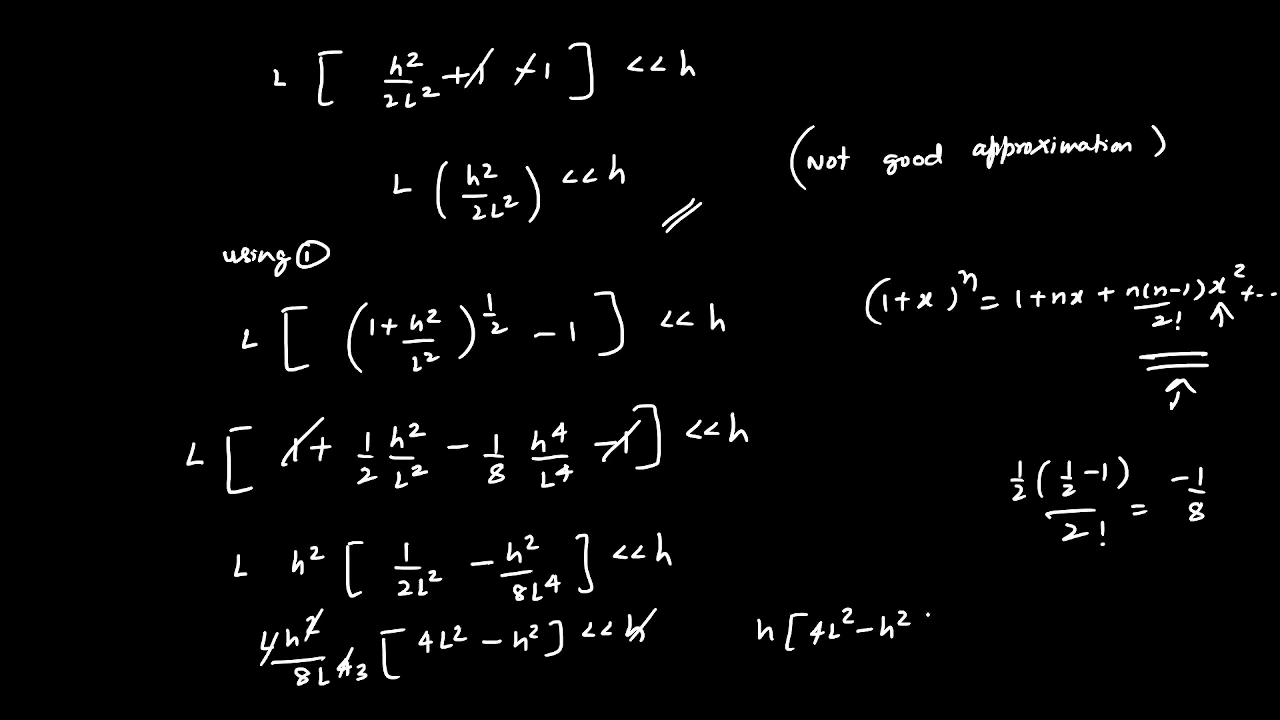 L [ h²/2L² + 1 - 1 ] << h
L ( h²/2L² ) << h
(Not good approximation)
using ①
L [ ( 1 + h²/L² )^1/2 - 1 ] << h
(1+x)^n = 1 + nx + n(n-1)/2! x² + ...
L [ 1 + 1/2 h²/L² - 1/8 h⁴/L⁴ - 1 ] << h
1/2 ( 1/2 - 1 ) / 2! = -1/8
L h² [ 1/2L² - h²/8L⁴ ] << h
L h² / 8L⁴ 3 [ 4L² - h² ] << h
h [ 4L² - h²